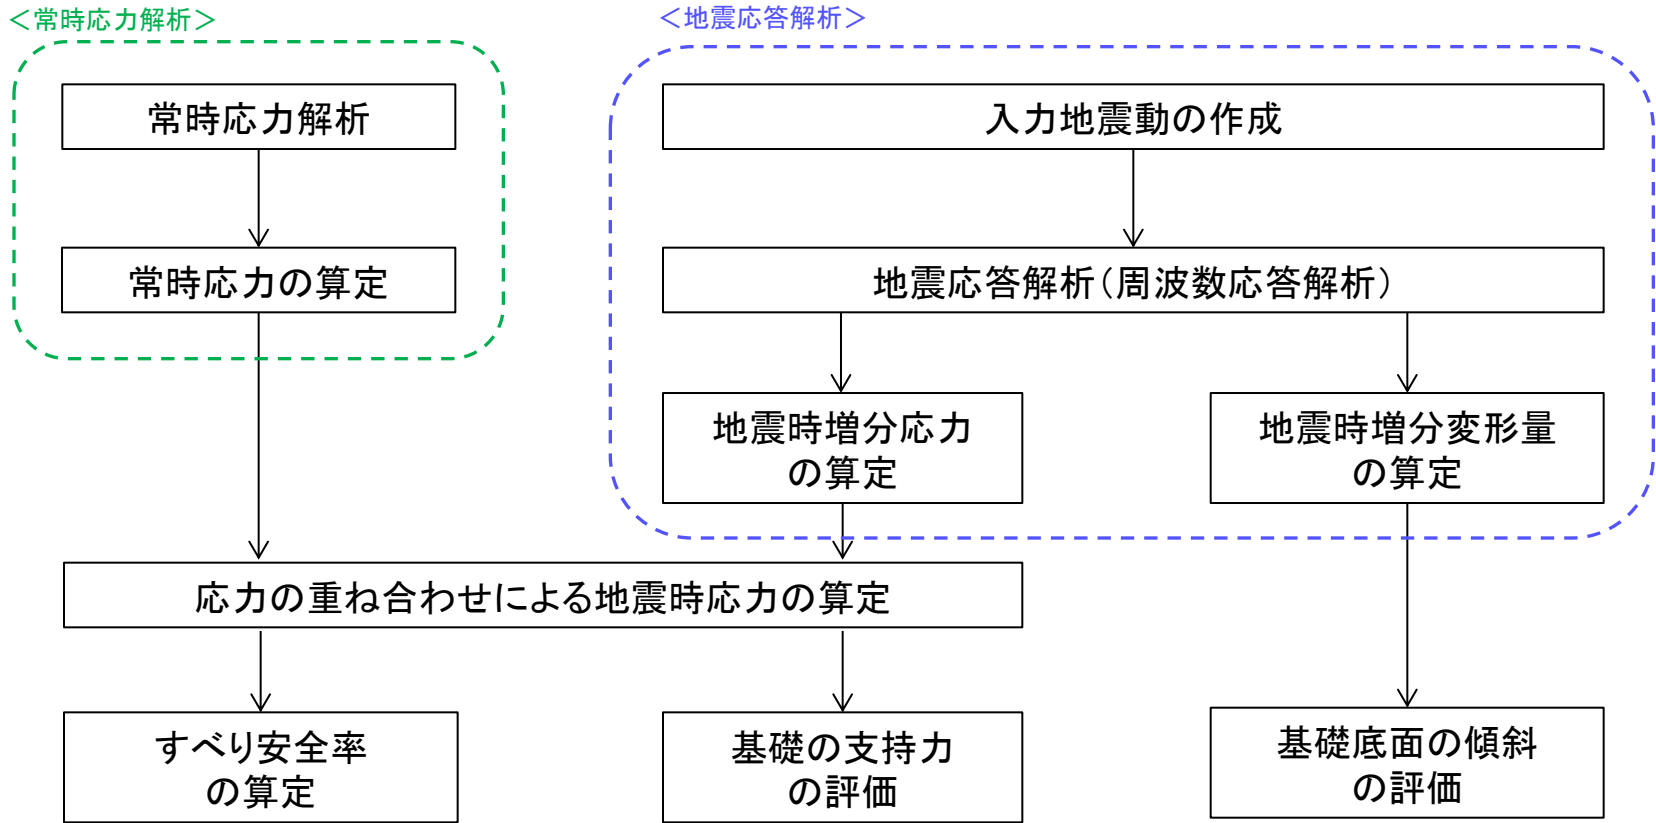 ＜常時応力解析＞
＜地震応答解析＞
常時応力解析
入力地震動の作成
常時応力の算定
地震応答解析（周波数応答解析）
地震時増分応力
の算定
地震時増分変形量
の算定
応力の重ね合わせによる地震時応力の算定
すべり安全率
の算定
基礎の支持力
の評価
基礎底面の傾斜
の評価